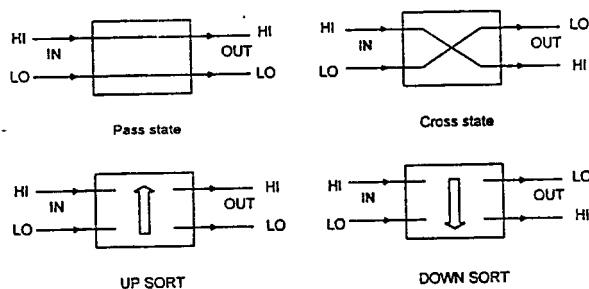 HI
IN
HI
OUT
LO
LO
Pass state
HI
IN
LO
OUT
LO
HI
Cross state
HI
IN
HI
OUT
LO
LO
UP SORT
HI
IN
LO
OUT
LO
HI
DOWN SORT